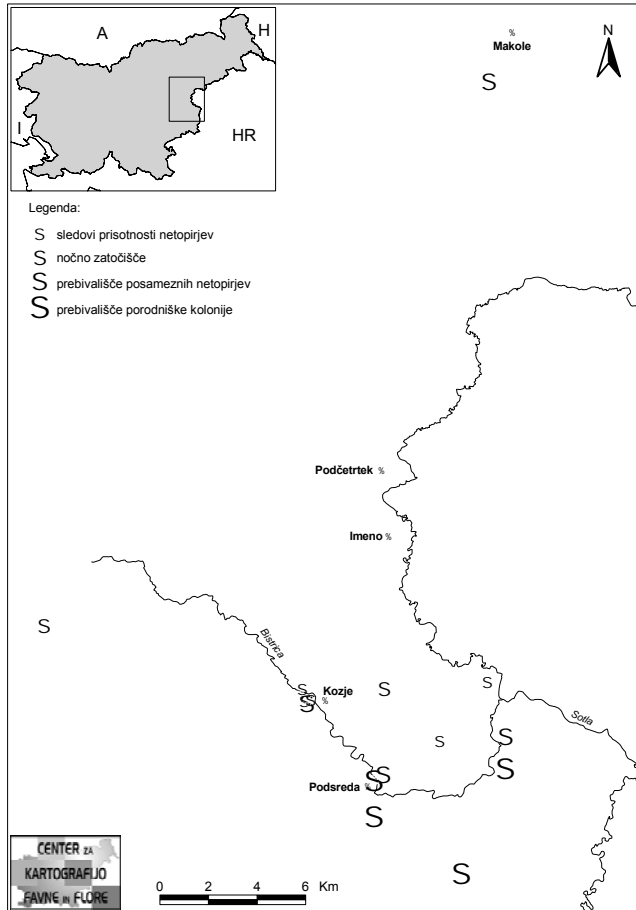 A
H
I
HR
Makole
N
S
Legenda:
S sledovi prisotnosti netopirjev
S nočno zatočišče
S prebivališče posameznih netopirjev
S prebivališče porodniške kolonije
Podčetrtek %
Imeno %
S
Bistrica
S
Kozje %
S
S
S
S
Sotla
S
S
S
S
S
Podsreda %
S
S
CENTER ZA
KARTOGRAFIJO
FAVNE IN FLORE
0 2 4 6 Km